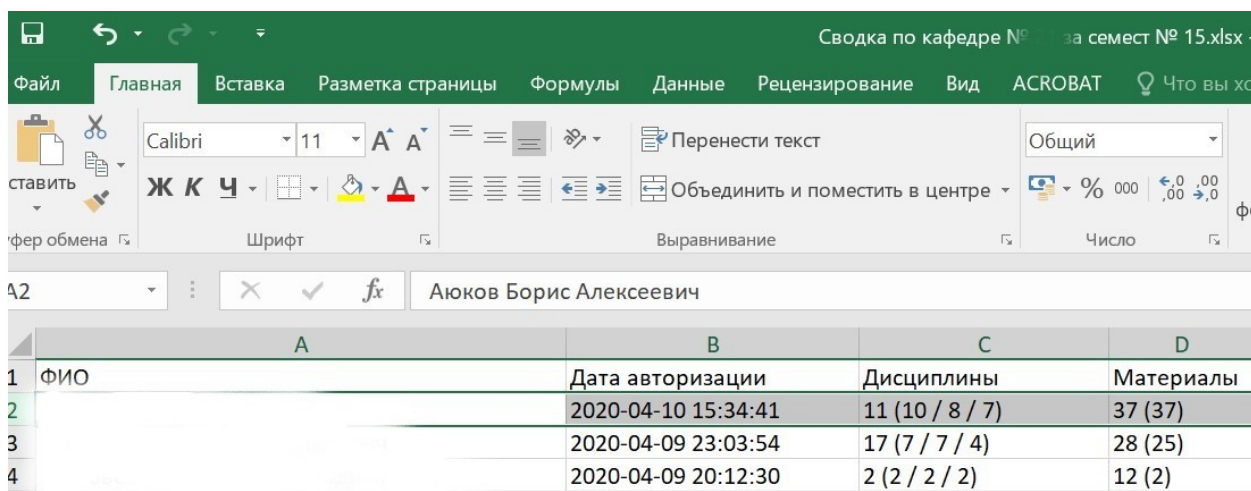 Сводка по кафедре № за семест № 15.xlsx -
Файл Главная Вставка Разметка страницы Формулы Данные Рецензирование Вид ACROBAT Что вы хо
Calibri 11 Перенести текст Общий
ставить Ж К Ч Объединить и поместить в центре % 000
фер обмена Шрифт Выравнивание Число
A2 fx Аюков Борис Алексеевич
A B C D
1 ФИО Дата авторизации Дисциплины Материалы
2 2020-04-10 15:34:41 11 (10 / 8 / 7) 37 (37)
3 2020-04-09 23:03:54 17 (7 / 7 / 4) 28 (25)
4 2020-04-09 20:12:30 2 (2 / 2 / 2) 12 (2)